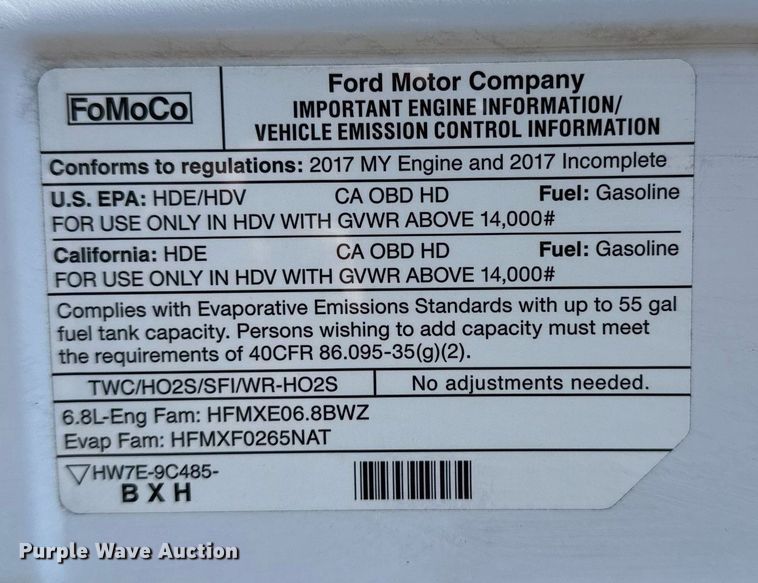 FoMoCo
Ford Motor Company
IMPORTANT ENGINE INFORMATION/
VEHICLE EMISSION CONTROL INFORMATION
Conforms to regulations: 2017 MY Engine and 2017 Incomplete
U.S. EPA: HDE/HDV CA OBD HD Fuel: Gasoline
FOR USE ONLY IN HDV WITH GVWR ABOVE 14,000#
California: HDE CA OBD HD Fuel: Gasoline
FOR USE ONLY IN HDV WITH GVWR ABOVE 14,000#
Complies with Evaporative Emissions Standards with up to 55 gal
fuel tank capacity. Persons wishing to add capacity must meet
the requirements of 40CFR 86.095-35(g)(2).
TWC/HO2S/SFI/WR-HO2S No adjustments needed.
6.8L-Eng Fam: HFMXE06.8BWZ
Evap Fam: HFMXF0265NAT
▽HW7E-9C485-
BXH
Purple Wave Auction